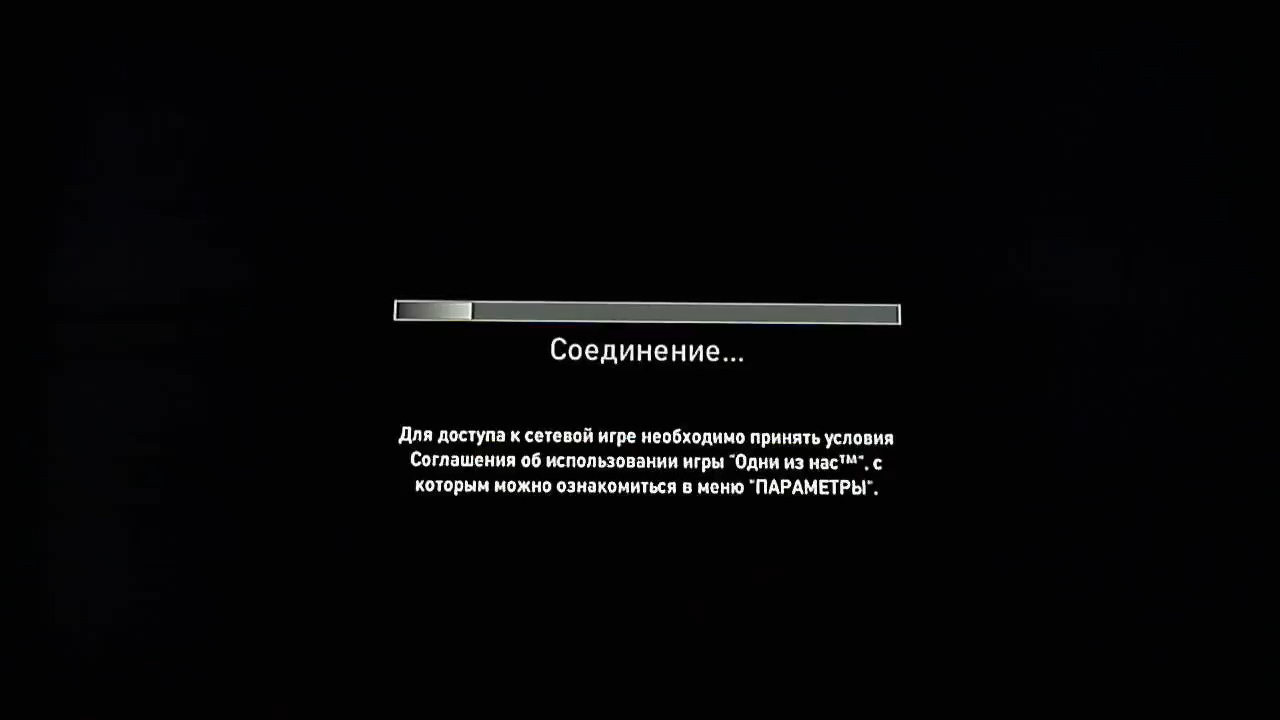 Соединение...
Для доступа к сетевой игре необходимо принять условия
Соглашения об использовании игры "Одни из нас™", с
которым можно ознакомиться в меню "ПАРАМЕТРЫ".